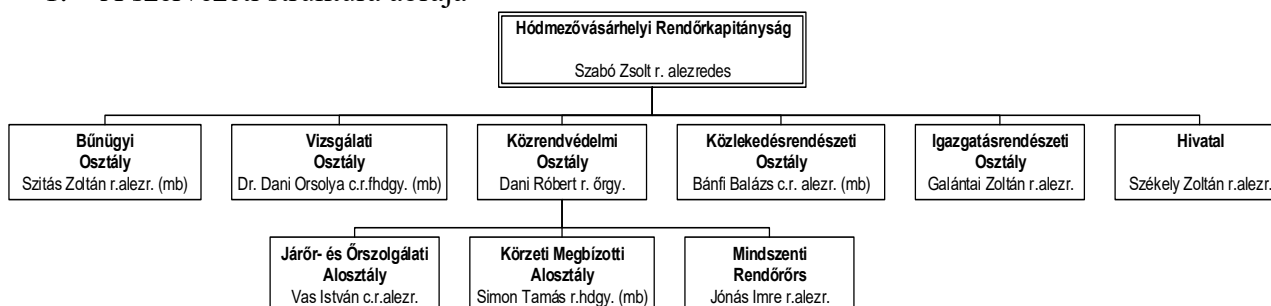 Hódmezővásárhelyi Rendőrkapitányság
Szabó Zsolt r. alezredes
Bűnügyi
Osztály
Szitás Zoltán r.alezr. (mb)
Vizsgálati
Osztály
Dr. Dani Orsolya c.r.fhdgy. (mb)
Közrendvédelmi
Osztály
Dani Róbert r. őrgy.
Közlekedésrendészeti
Osztály
Bánfi Balázs c.r. alezr. (mb)
Igazgatásrendészeti
Osztály
Galántai Zoltán r.alezr.
Hivatal
Székely Zoltán r.alezr.
Járőr- és Őrszolgálati
Alosztály
Vas István c.r.alezr.
Körzeti Megbízotti
Alosztály
Simon Tamás r.hdgy. (mb)
Mindszenti
Rendőrőrs
Jónás Imre r.alezr.